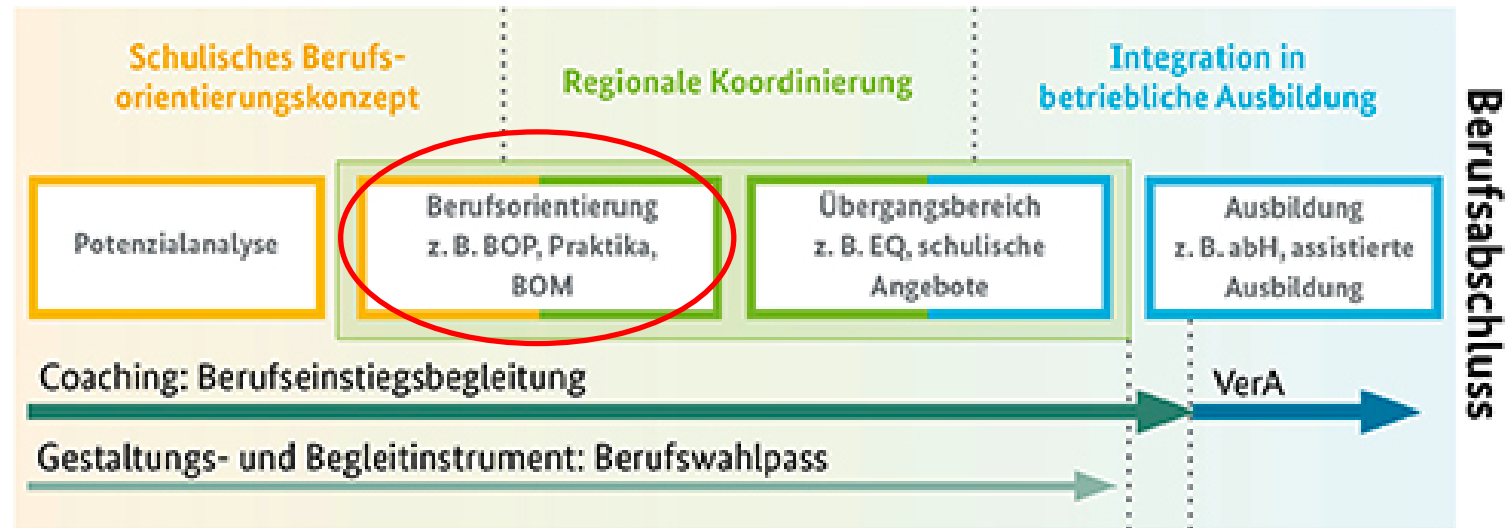 Schulisches Berufs-
orientierungskonzept
Regionale Koordinierung
Integration in
betriebliche Ausbildung
Potenzialanalyse
Berufsorientierung
z. B. BOP, Praktika,
BOM
Übergangsbereich
z. B. EQ, schulische
Angebote
Ausbildung
z. B. abH, assistierte
Ausbildung
Coaching: Berufseinstiegsbegleitung
VerA
Gestaltungs- und Begleitinstrument: Berufswahlpass
Berufsabschluss